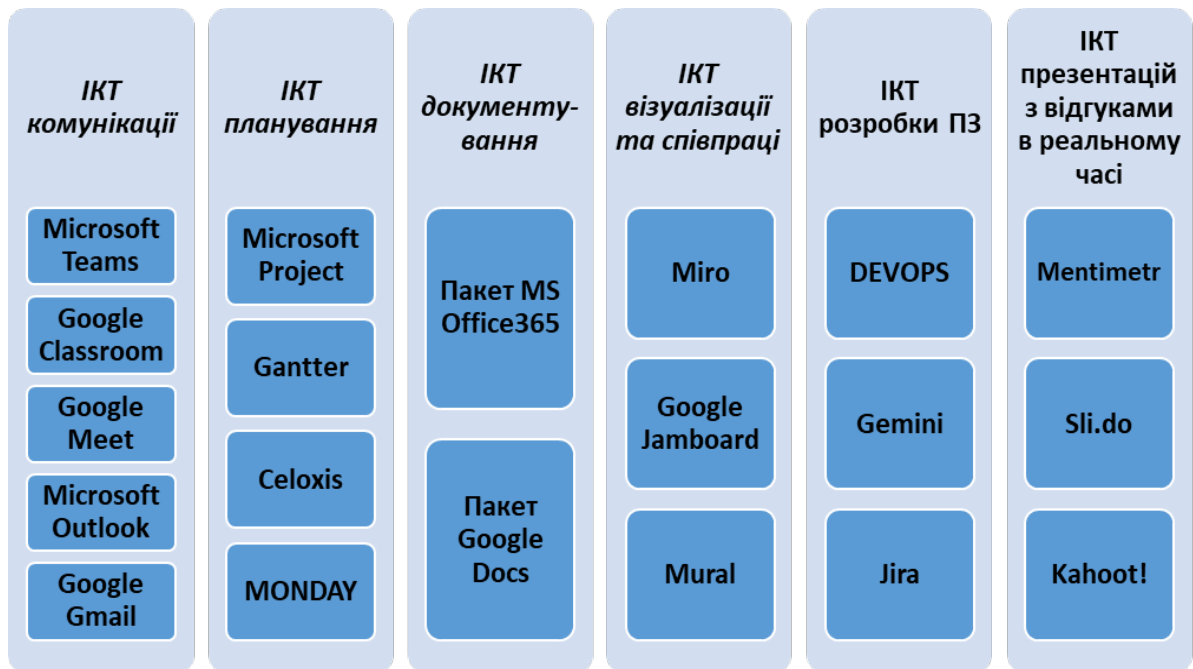 ІКТ
комунікації
Microsoft
Teams
Google
Classroom
Google
Meet
Microsoft
Outlook
Google
Gmail
ІКТ
планування
Microsoft
Project
Gantter
Celoxis
MONDAY
ІКТ
документу-
вання
Пакет MS
Office365
Пакет
Google
Docs
ІКТ
візуалізації
та співпраці
Miro
Google
Jamboard
Mural
ІКТ
розробки ПЗ
DEVOPS
Gemini
Jira
ІКТ
презентацій
з відгуками
в реальному
часі
Mentimetr
Sli.do
Kahoot!